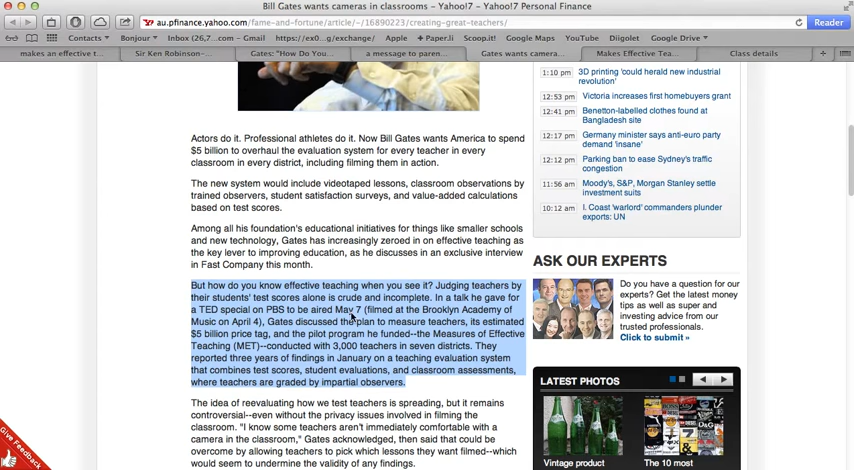 Bill Gates wants cameras in classrooms - Yahoo!7 Personal Finance
au.pfinance.yahoo.com/fame-and-fortune/article/-/16890223/creating-great-teachers/
Reader
Contacts Bonjour Inbox (26,7...com - Gmail https://ex0...g/exchange/ Apple Paper.li Scoop.it! Google Maps YouTube Diigolet Google Drive
makes an effective t... Sir Ken Robinson-... Gates: "How Do You... a message to paren... Bill Gates wants camera... Makes Effective Tea... Class details
Actors do it. Professional athletes do it. Now Bill Gates wants America to spend
$5 billion to overhaul the evaluation system for every teacher in every
classroom in every district, including filming them in action.
The new system would include videotaped lessons, classroom observations by
trained observers, student satisfaction surveys, and value-added calculations
based on test scores.
Among all his foundation's educational initiatives for things like smaller schools
and new technology, Gates has increasingly zeroed in on effective teaching as
the key lever to improving education, as he discusses in an exclusive interview
in Fast Company this month.
But how do you know effective teaching when you see it? Judging teachers by
their students' test scores alone is crude and incomplete. In a talk he gave for
a TED special on PBS to be aired May 7 (filmed at the Brooklyn Academy of
Music on April 4), Gates discussed the plan to measure teachers, its estimated
$5 billion price tag, and the pilot program he funded--the Measures of Effective
Teaching (MET)--conducted with 3,000 teachers in seven districts. They
reported three years of findings in January on a teaching evaluation system
that combines test scores, student evaluations, and classroom assessments,
where teachers are graded by impartial observers.
The idea of reevaluating how we test teachers is spreading, but it remains
controversial--even without the privacy issues involved in filming the
classroom. "I know some teachers aren't immediately comfortable with a
camera in the classroom," Gates acknowledged, then said that could be
overcome by allowing teachers to pick which lessons they want filmed--which
would seem to undermine the validity of any findings.
1:10 pm 3D printing 'could herald new industrial
revolution'
12:53 pm Victoria increases first homebuyers grant
12:41 pm Benetton-labelled clothes found at
Bangladesh site
12:17 pm Germany minister says anti-euro party
demand 'insane'
12:12 pm Parking ban to ease Sydney's traffic
congestion
11:56 am Moody's, S&P, Morgan Stanley settle
investment suits
10:12 am I. Coast 'warlord' commanders plunder
exports: UN
ASK OUR EXPERTS
Do you have a question for our
experts? Get the latest money
tips as well as super and
investing advice from our
trusted professionals.
Click to submit »
LATEST PHOTOS
Vintage product
The 10 most
Give Feedback